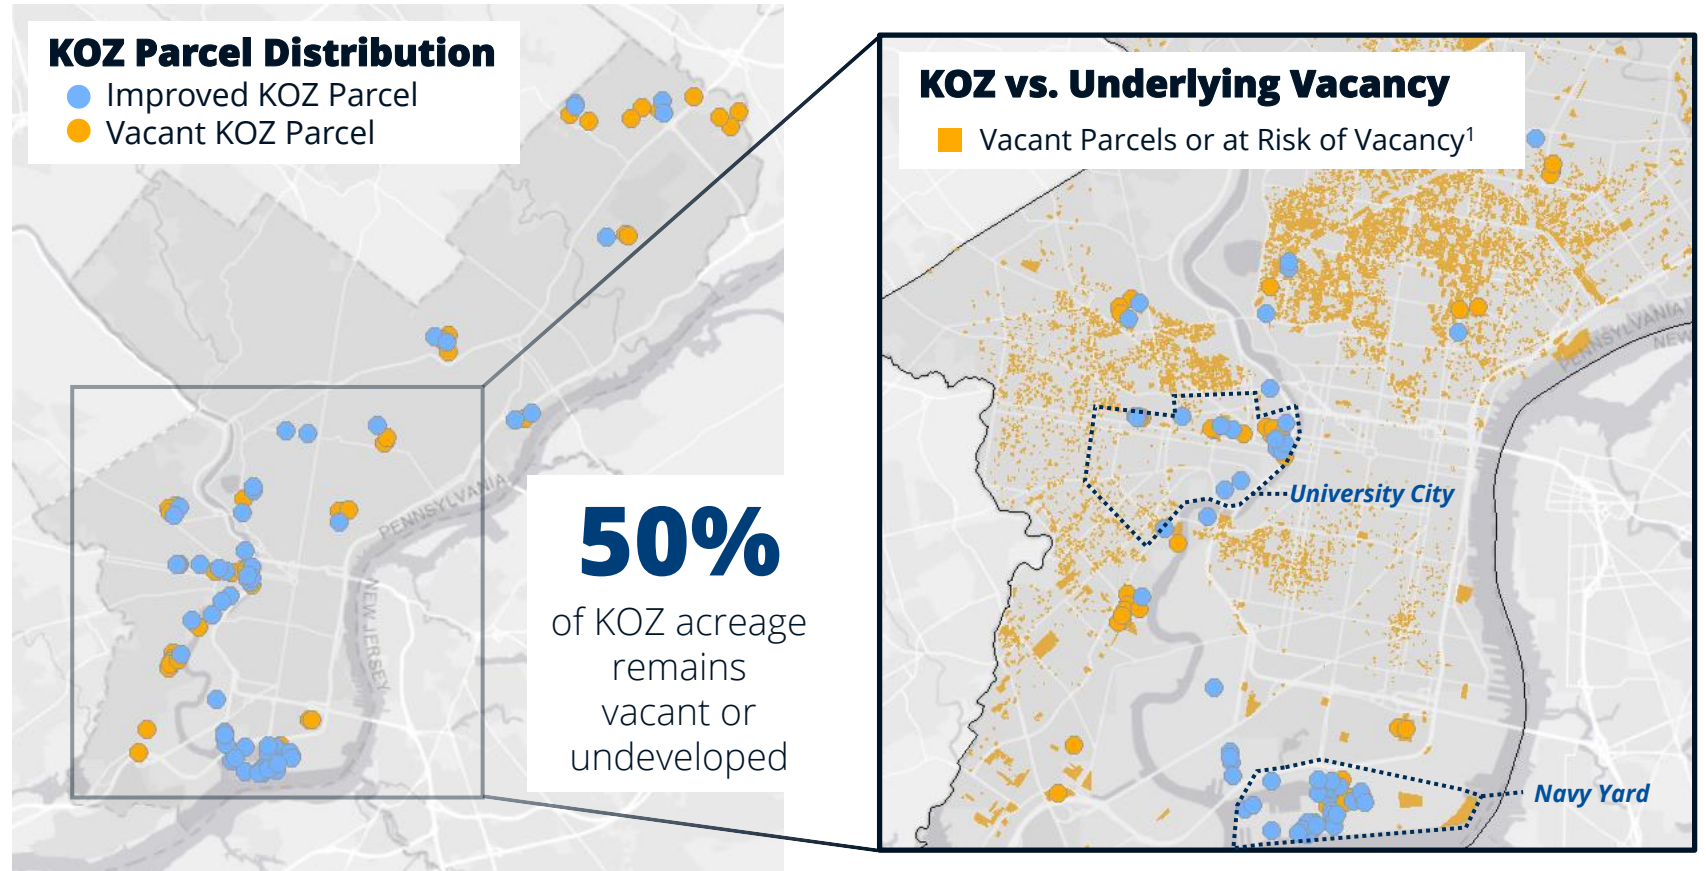 KOZ Parcel Distribution
Improved KOZ Parcel
Vacant KOZ Parcel
PENNSYLVANIA
NEW JERSEY
50%
of KOZ acreage
remains
vacant or
undeveloped
KOZ vs. Underlying Vacancy
Vacant Parcels or at Risk of Vacancy¹
PENNSYLVANIA
NEW
University City
Navy Yard